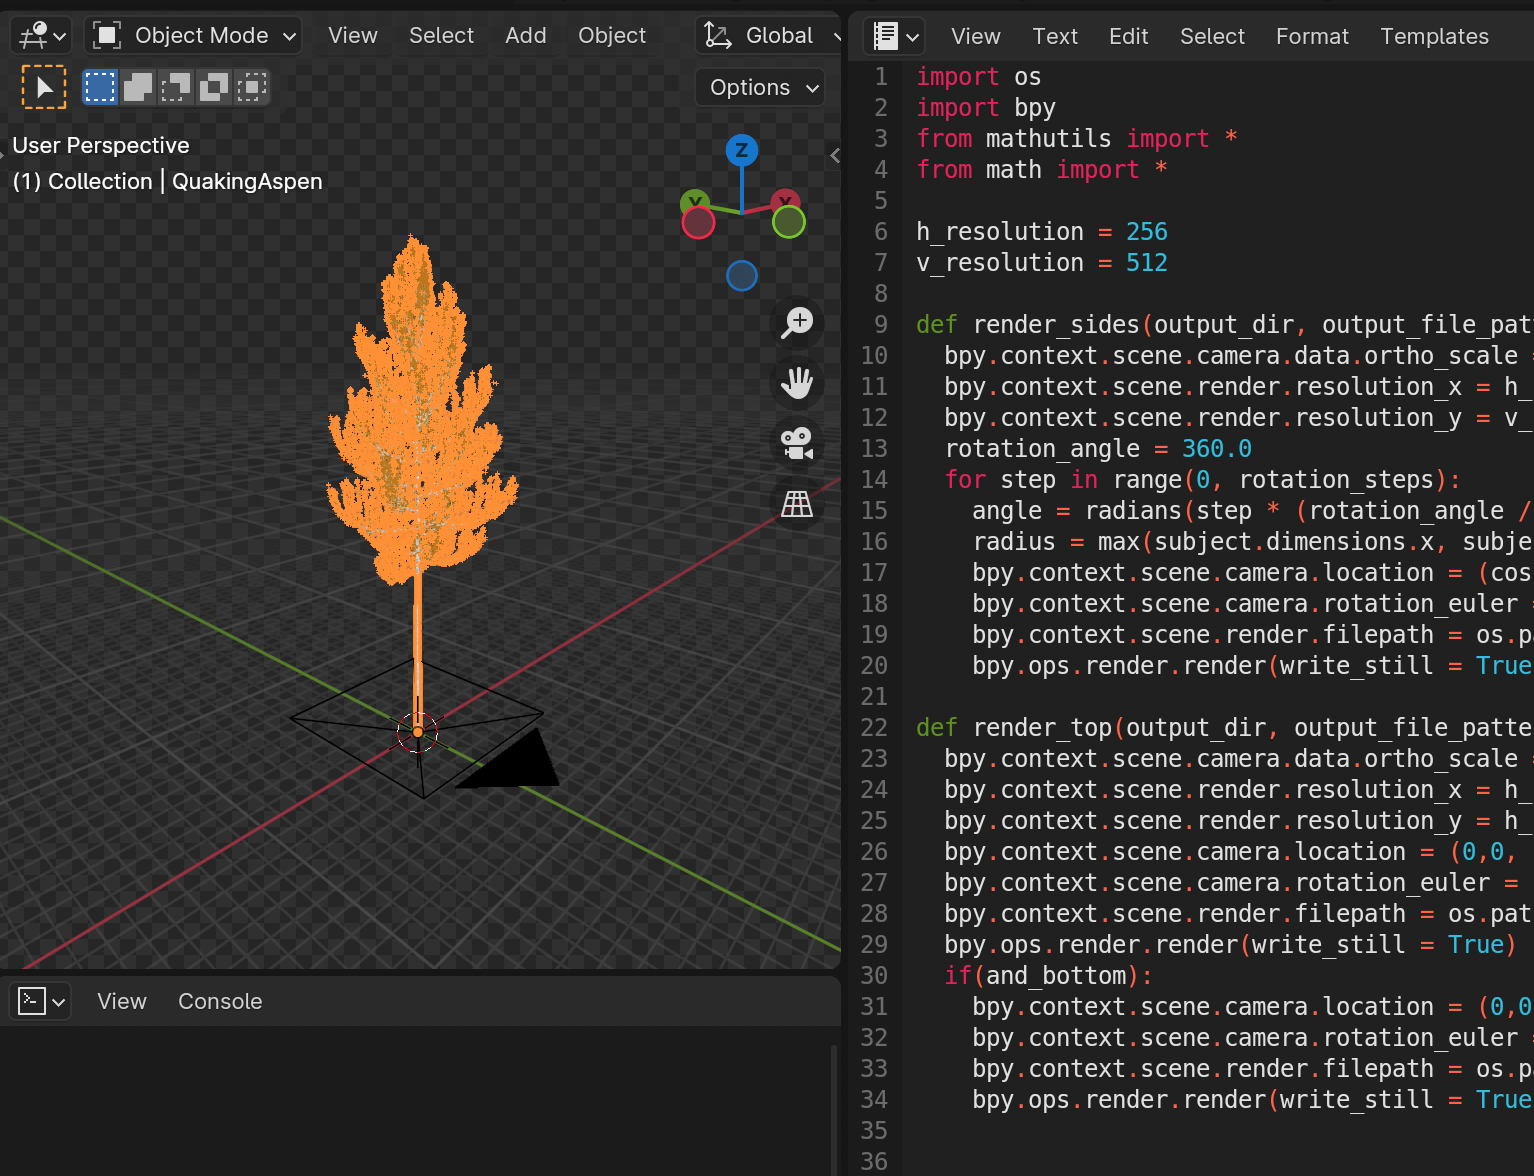 Object Mode View Select Add Object Global
Options
User Perspective
(1) Collection | QuakingAspen
Z
Y X
View Console
View Text Edit Select Format Templates
1 import os
2 import bpy
3 from mathutils import *
4 from math import *
5
6 h_resolution = 256
7 v_resolution = 512
8
9 def render_sides(output_dir, output_file_pat
10   bpy.context.scene.camera.data.ortho_scale =
11   bpy.context.scene.render.resolution_x = h_
12   bpy.context.scene.render.resolution_y = v_
13   rotation_angle = 360.0
14   for step in range(0, rotation_steps):
15     angle = radians(step * (rotation_angle /
16     radius = max(subject.dimensions.x, subje
17     bpy.context.scene.camera.location = (cos
18     bpy.context.scene.camera.rotation_euler =
19     bpy.context.scene.render.filepath = os.p
20     bpy.ops.render.render(write_still = True
21
22 def render_top(output_dir, output_file_patte
23   bpy.context.scene.camera.data.ortho_scale =
24   bpy.context.scene.render.resolution_x = h_
25   bpy.context.scene.render.resolution_y = h_
26   bpy.context.scene.camera.location = (0,0,
27   bpy.context.scene.camera.rotation_euler =
28   bpy.context.scene.render.filepath = os.pat
29   bpy.ops.render.render(write_still = True)
30   if(and_bottom):
31     bpy.context.scene.camera.location = (0,0
32     bpy.context.scene.camera.rotation_euler =
33     bpy.context.scene.render.filepath = os.p
34     bpy.ops.render.render(write_still = True
35
36